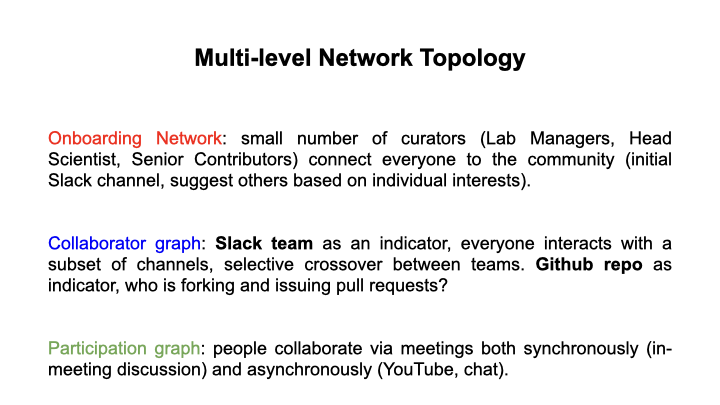 Multi-level Network Topology
Onboarding Network: small number of curators (Lab Managers, Head
Scientist, Senior Contributors) connect everyone to the community (initial
Slack channel, suggest others based on individual interests).
Collaborator graph: Slack team as an indicator, everyone interacts with a
subset of channels, selective crossover between teams. Github repo as
indicator, who is forking and issuing pull requests?
Participation graph: people collaborate via meetings both synchronously (in-
meeting discussion) and asynchronously (YouTube, chat).